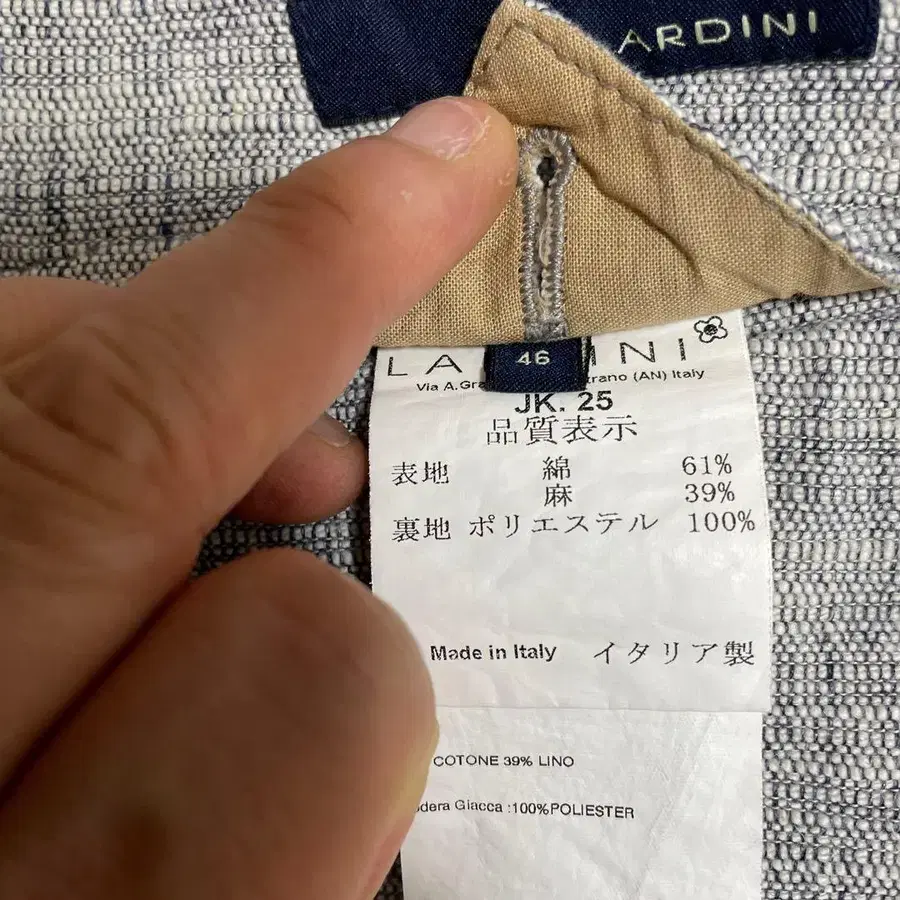 ARDINI
46
LA INI
Via A.Gra trano (AN) Italy
JK. 25
品質表示
表地 綿 61%
麻 39%
裏地 ポリエステル 100%
Made in Italy イタリア製
COTONE 39% LINO
dera Giacca :100%POLIESTER